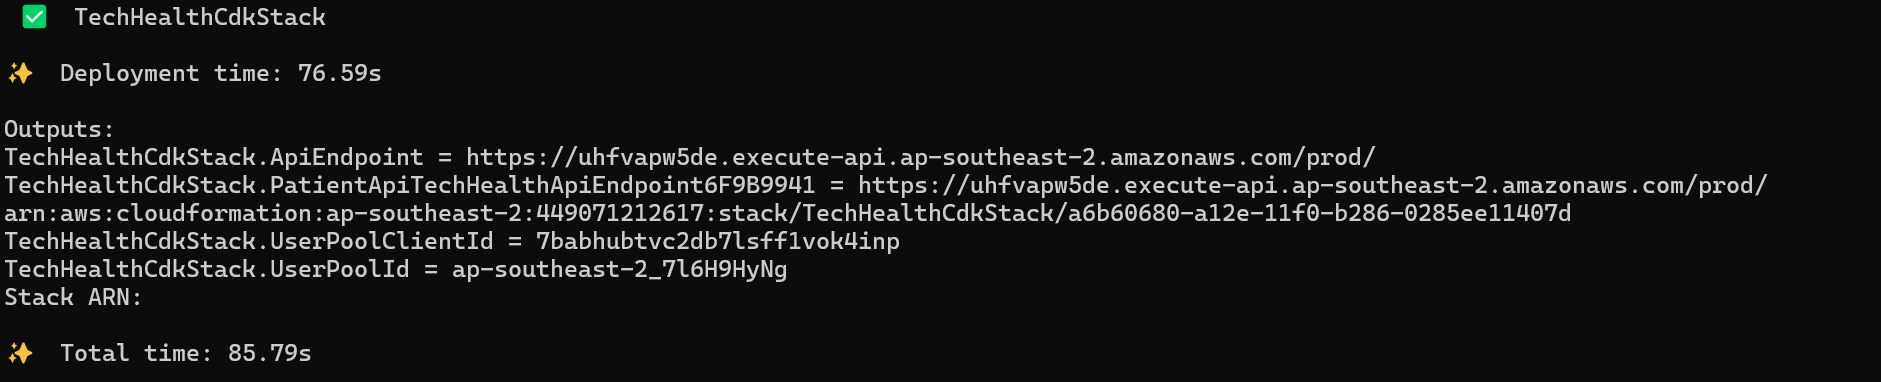 ✅ TechHealthCdkStack
✨ Deployment time: 76.59s
Outputs:
TechHealthCdkStack.ApiEndpoint = https://uhfvapw5de.execute-api.ap-southeast-2.amazonaws.com/prod/
TechHealthCdkStack.PatientApiTechHealthApiEndpoint6F9B9941 = https://uhfvapw5de.execute-api.ap-southeast-2.amazonaws.com/prod/
arn:aws:cloudformation:ap-southeast-2:449071212617:stack/TechHealthCdkStack/a6b60680-a12e-11f0-b286-0285ee11407d
TechHealthCdkStack.UserPoolClientId = 7babhubtvc2db7lsff1vok4inp
TechHealthCdkStack.UserPoolId = ap-southeast-2_7l6H9HyNg
Stack ARN:
✨ Total time: 85.79s